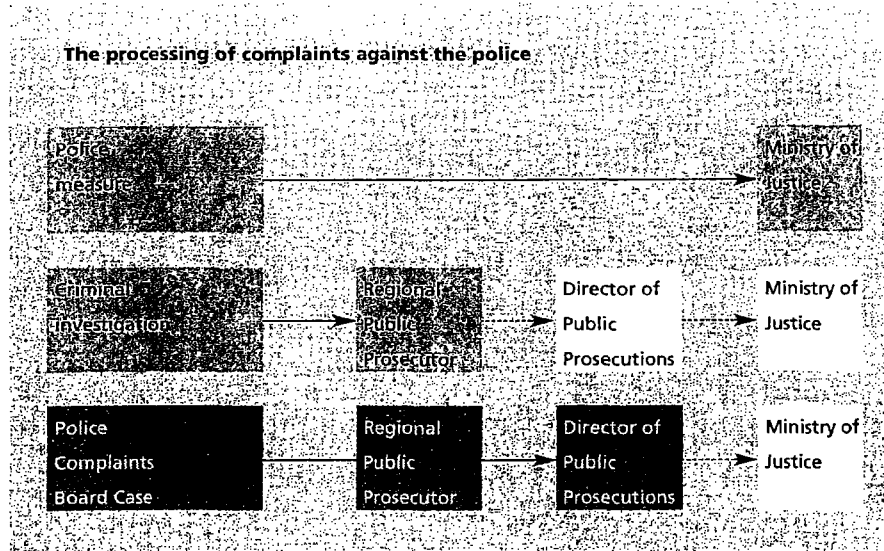 The processing of complaints against the police
Police
measure
Ministry of
Justice
Criminal
investigation
Regional
Public
Prosecutor
Director of
Public
Prosecutions
Ministry of
Justice
Police
Complaints
Board Case
Regional
Public
Prosecutor
Director of
Public
Prosecutions
Ministry of
Justice